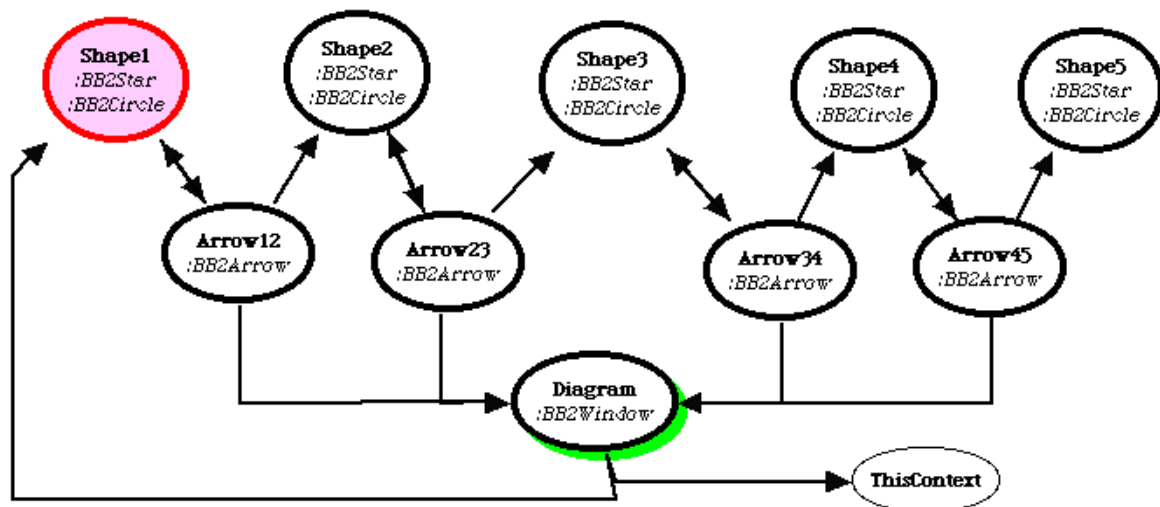 Shape1
:BB2Star
:BB2Circle
Shape2
:BB2Star
:BB2Circle
Shape3
:BB2Star
:BB2Circle
Shape4
:BB2Star
:BB2Circle
Shape5
:BB2Star
:BB2Circle
Arrow12
:BB2Arrow
Arrow23
:BB2Arrow
Arrow34
:BB2Arrow
Arrow45
:BB2Arrow
Diagram
:BB2Window
ThisContext